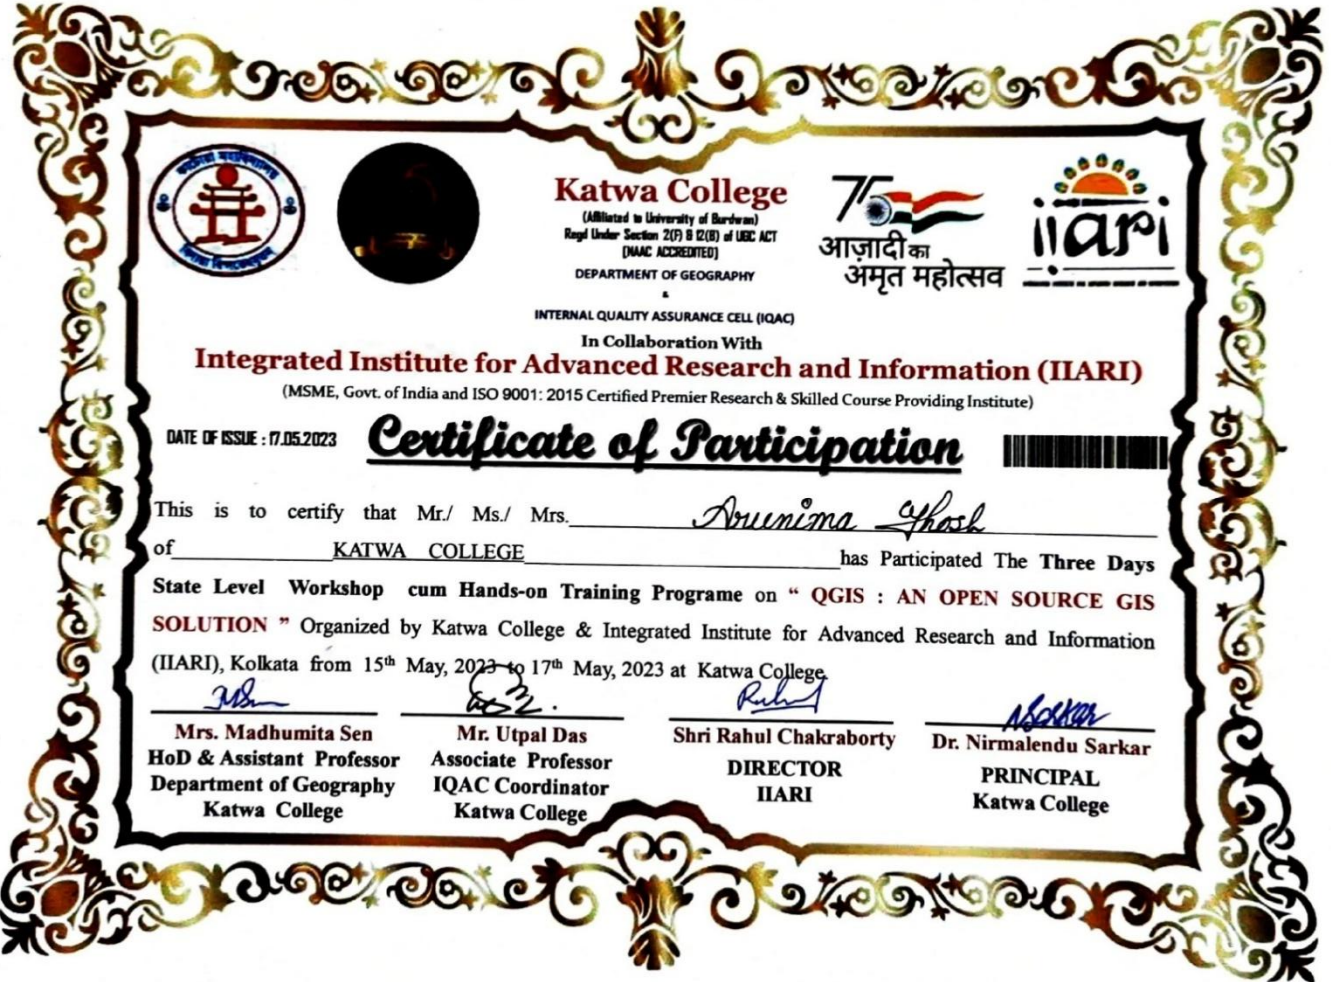 काटोया महाविद्यालय
Katwa College
(Affiliated to University of Burdwan)
Regd Under Section 2(F) & 12(B) of UGC ACT
(NAAC ACCREDITED)
DEPARTMENT OF GEOGRAPHY
&
INTERNAL QUALITY ASSURANCE CELL (IQAC)
75
आज़ादी का
अमृत महोत्सव
iiari
In Collaboration With
Integrated Institute for Advanced Research and Information (IIARI)
(MSME, Govt. of India and ISO 9001: 2015 Certified Premier Research & Skilled Course Providing Institute)
DATE OF ISSUE : 17.05.2023
Certificate of Participation
This is to certify that Mr./ Ms./ Mrs. Arunima Ghosh
of KATWA COLLEGE has Participated The Three Days
State Level Workshop cum Hands-on Training Programe on “ QGIS : AN OPEN SOURCE GIS
SOLUTION ” Organized by Katwa College & Integrated Institute for Advanced Research and Information
(IIARI), Kolkata from 15th May, 2023 to 17th May, 2023 at Katwa College.
Mrs. Madhumita Sen
HoD & Assistant Professor
Department of Geography
Katwa College
Mr. Utpal Das
Associate Professor
IQAC Coordinator
Katwa College
Rahul
Shri Rahul Chakraborty
DIRECTOR
IIARI
NSarkar
Dr. Nirmalendu Sarkar
PRINCIPAL
Katwa College